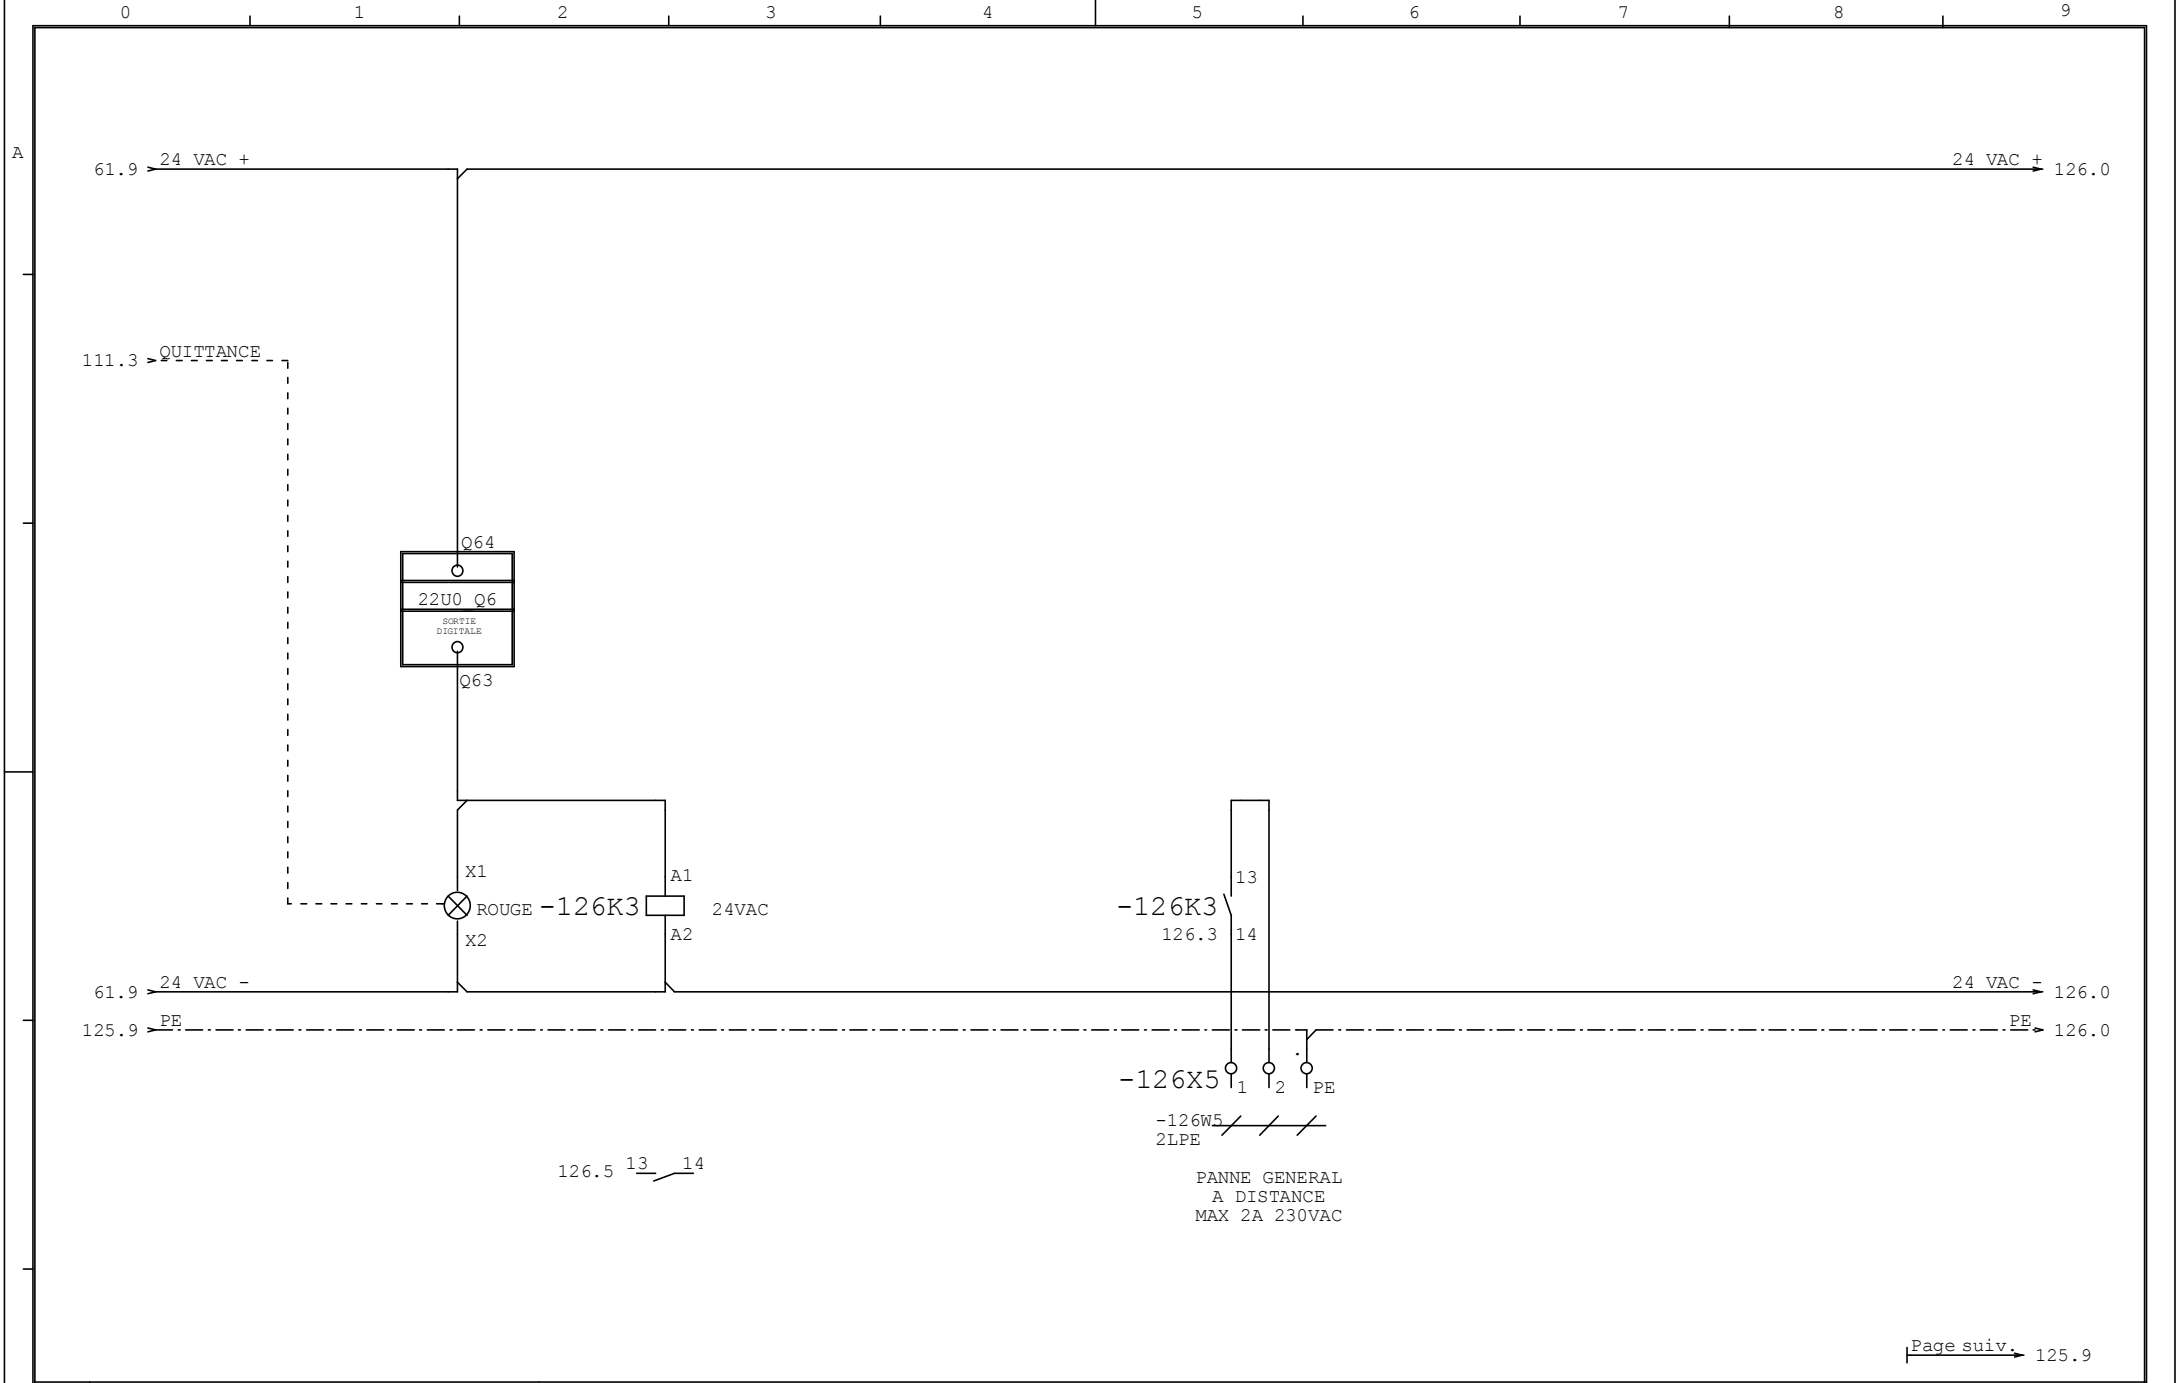 0 1 2 3 4 5 6 7 8 9
A
24 VAC + 24 VAC +
61.9 126.0
QUITTANCE
111.3
Q64
22U0 Q6
SORTIE
DIGITALE
Q63
X1 A1 13
ROUGE -126K3 24VAC -126K3
X2 A2 126.3 14
24 VAC - 24 VAC -
61.9 126.0
PE PE
125.9 126.0
-126X5 1 2 PE
-126W5
2LPE
126.5 13 14
PANNE GENERAL
A DISTANCE
MAX 2A 230VAC
Page suiv. 125.9